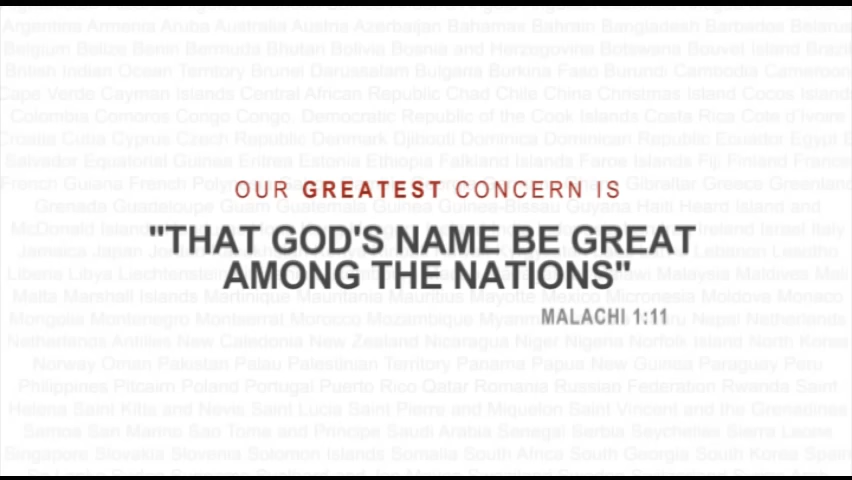 Argentina Armenia Aruba Australia Austria Azerbaijan Bahamas Bahrain Bangladesh Barbados Belarus
Belgium Belize Benin Bermuda Bhutan Bolivia Bosnia and Herzegovina Botswana Bouvet Island Brazil
British Indian Ocean Territory Brunei Darussalam Bulgaria Burkina Faso Burundi Cambodia Cameroon
Cape Verde Cayman Islands Central African Republic Chad Chile China Christmas Island Cocos Islands
Colombia Comoros Congo Congo, Democratic Republic of the Cook Islands Costa Rica Cote d'Ivore
Croatia Cuba Cyprus Czech Republic Denmark Djibouti Dominica Dominican Republic Ecuador Egypt E
Salvador Equatorial Guinea Eritrea Estonia Ethiopia Falkland Islands Faroe Islands Fiji Finland France
French Guiana French Gibraltar Greece Greenland
OUR GREATEST CONCERN IS
Grenada Guadeloupe Guam Guatemala Guinea Guinea-Bissau Guyana Haiti Heard Island and
McDonald Island Ireland Israel Italy
"THAT GOD'S NAME BE GREAT
Jamaica Japan Lebanon Lesotho
AMONG THE NATIONS"
Liberia Libya Liechtenstein Malaysia Maldives Mali
Malta Marshall Islands Martinique Mauritania Mauritius Mayotte Mexico Micronesia Moldova Monaco
MALACHI 1:11
Mongolia Montenegro Montserrat Morocco Mozambique Nepal Netherlands
Netherlands Antilles New Caledonia New Zealand Nicaragua Niger Nigeria Norfolk Island North Korea
Norway Oman Pakistan Palau Palestinian Territory Panama Papua New Guinea Paraguay Peru
Philippines Pitcairn Poland Portugal Puerto Rico Qatar Romania Russian Federation Rwanda Saint
Helena Saint Kitts and Nevis Saint Lucia Saint Pierre and Miquelon Saint Vincent and the Grenadines
Samoa San Marino Sao Tome and Principe Saudi Arabia Senegal Serbia Seychelles Sierra Leone
Singapore Slovakia Slovenia Solomon Islands Somalia South Africa South Georgia South Korea